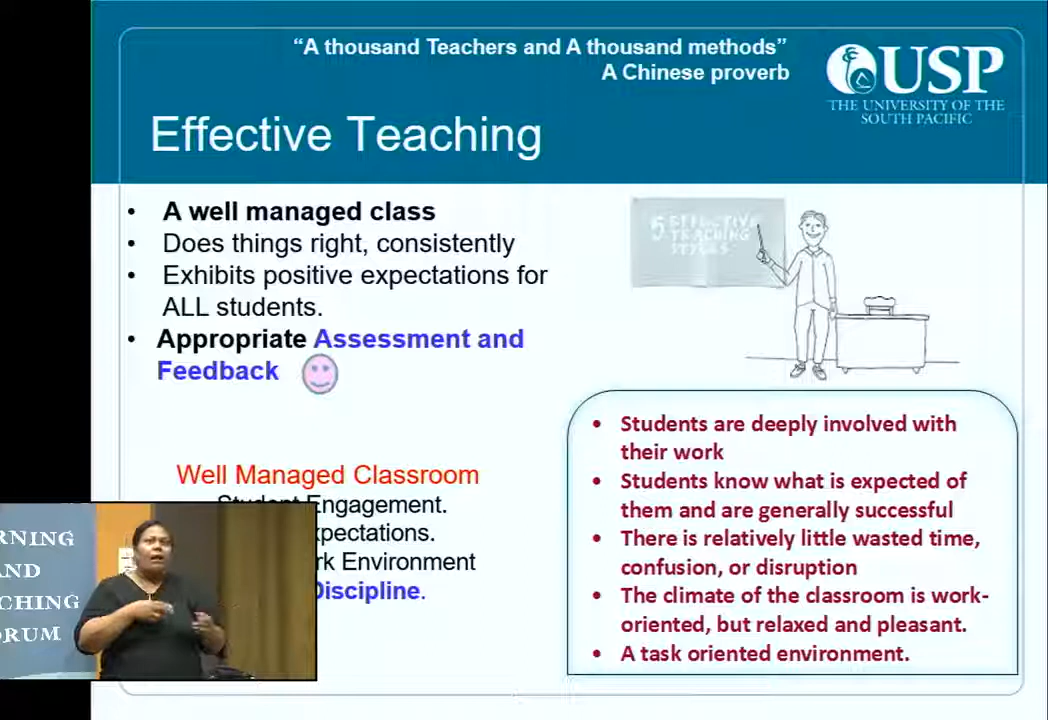 “A thousand Teachers and A thousand methods”
A Chinese proverb
USP
THE UNIVERSITY OF THE
SOUTH PACIFIC
Effective Teaching
• A well managed class
• Does things right, consistently
• Exhibits positive expectations for
ALL students.
• Appropriate Assessment and
Feedback
5 EFFECTIVE
TEACHING
STYLES
• Students are deeply involved with
their work
• Students know what is expected of
them and are generally successful
• There is relatively little wasted time,
confusion, or disruption
• The climate of the classroom is work-
oriented, but relaxed and pleasant.
• A task oriented environment.
Well Managed Classroom
Student Engagement.
xpectations.
rk Environment
Discipline.
RNING
AND
CHING
ORUM